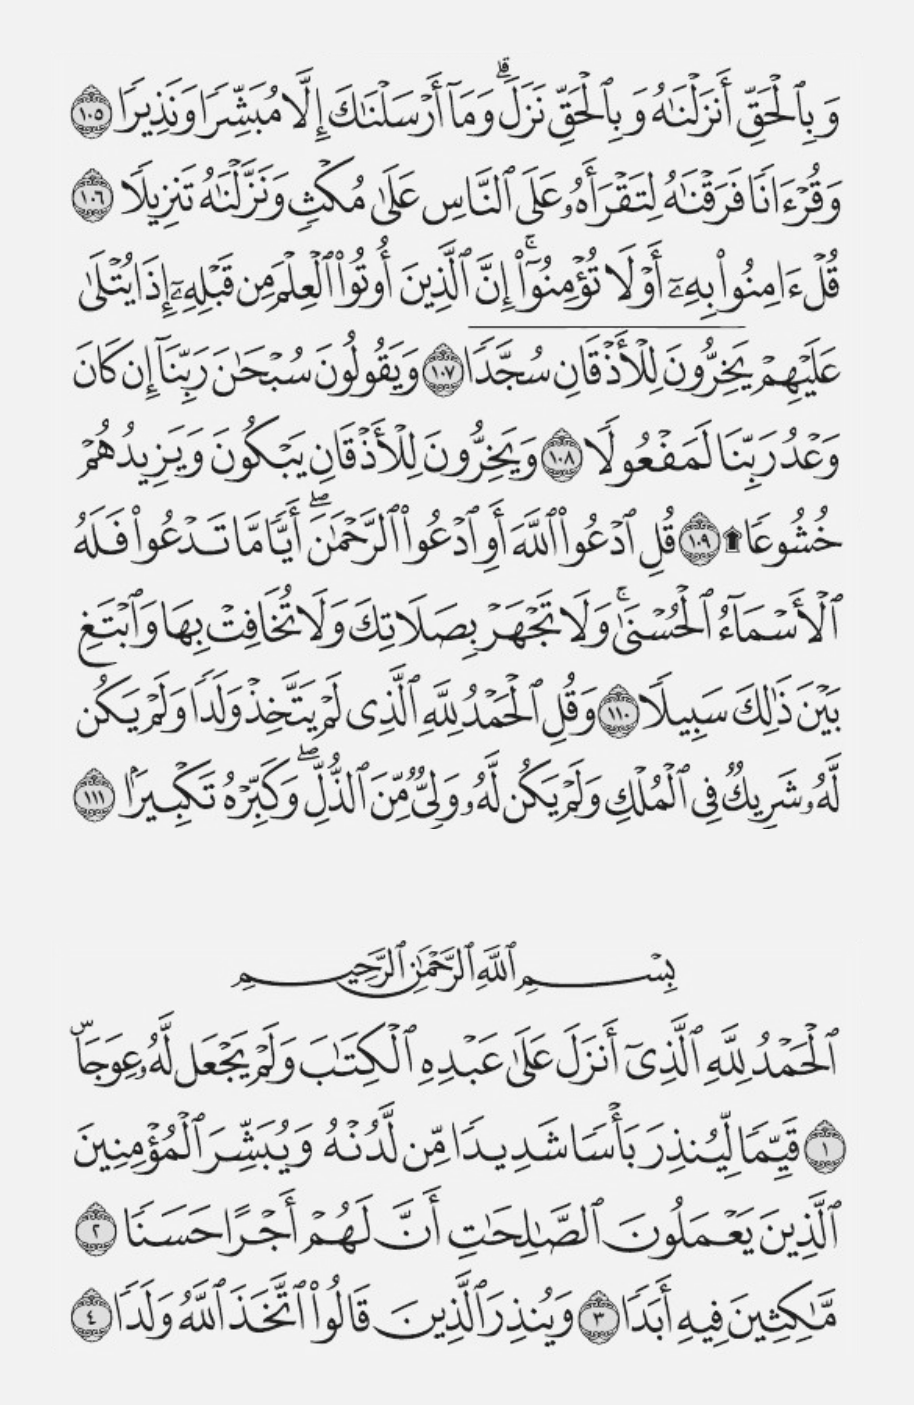 وَبِٱلْحَقِّ أَنزَلْنَٰهُ وَبِٱلْحَقِّ نَزَلَ ۗ وَمَآ أَرْسَلْنَٰكَ إِلَّا مُبَشِّرًا وَنَذِيرًا ١٠٥
وَقُرْءَانًا فَرَقْنَٰهُ لِتَقْرَأَهُۥ عَلَى ٱلنَّاسِ عَلَىٰ مُكْثٍ وَنَزَّلْنَٰهُ تَنزِيلًا ١٠٦
قُلْ ءَامِنُوا۟ بِهِۦٓ أَوْ لَا تُؤْمِنُوٓا۟ ۚ إِنَّ ٱلَّذِينَ أُوتُوا۟ ٱلْعِلْمَ مِن قَبْلِهِۦٓ إِذَا يُتْلَىٰ
عَلَيْهِمْ يَخِرُّونَ لِلْأَذْقَانِ سُجَّدًا ١٠٧ وَيَقُولُونَ سُبْحَٰنَ رَبِّنَآ إِن كَانَ
وَعْدُ رَبِّنَا لَمَفْعُولًا ١٠٨ وَيَخِرُّونَ لِلْأَذْقَانِ يَبْكُونَ وَيَزِيدُهُمْ
خُشُوعًا ۩ ١٠٩ قُلِ ٱدْعُوا۟ ٱللَّهَ أَوِ ٱدْعُوا۟ ٱلرَّحْمَٰنَ ۖ أَيًّا مَّا تَدْعُوا۟ فَلَهُ
ٱلْأَسْمَآءُ ٱلْحُسْنَىٰ ۚ وَلَا تَجْهَرْ بِصَلَاتِكَ وَلَا تُخَافِتْ بِهَا وَٱبْتَغِ
بَيْنَ ذَٰلِكَ سَبِيلًا ١١٠ وَقُلِ ٱلْحَمْدُ لِلَّهِ ٱلَّذِى لَمْ يَتَّخِذْ وَلَدًا وَلَمْ يَكُن
لَّهُۥ شَرِيكٌ فِى ٱلْمُلْكِ وَلَمْ يَكُن لَّهُۥ وَلِىٌّ مِّنَ ٱلذُّلِّ ۖ وَكَبِّرْهُ تَكْبِيرًۢا ١١١
بِسْمِ ٱللَّهِ ٱلرَّحْمَٰنِ ٱلرَّحِيمِ
ٱلْحَمْدُ لِلَّهِ ٱلَّذِىٓ أَنزَلَ عَلَىٰ عَبْدِهِ ٱلْكِتَٰبَ وَلَمْ يَجْعَل لَّهُۥ عِوَجَا ۜ
١ قَيِّمًا لِّيُنذِرَ بَأْسًا شَدِيدًا مِّن لَّدُنْهُ وَيُبَشِّرَ ٱلْمُؤْمِنِينَ
ٱلَّذِينَ يَعْمَلُونَ ٱلصَّٰلِحَٰتِ أَنَّ لَهُمْ أَجْرًا حَسَنًا ٢
مَّٰكِثِينَ فِيهِ أَبَدًا ٣ وَيُنذِرَ ٱلَّذِينَ قَالُوا۟ ٱتَّخَذَ ٱللَّهُ وَلَدًا ٤